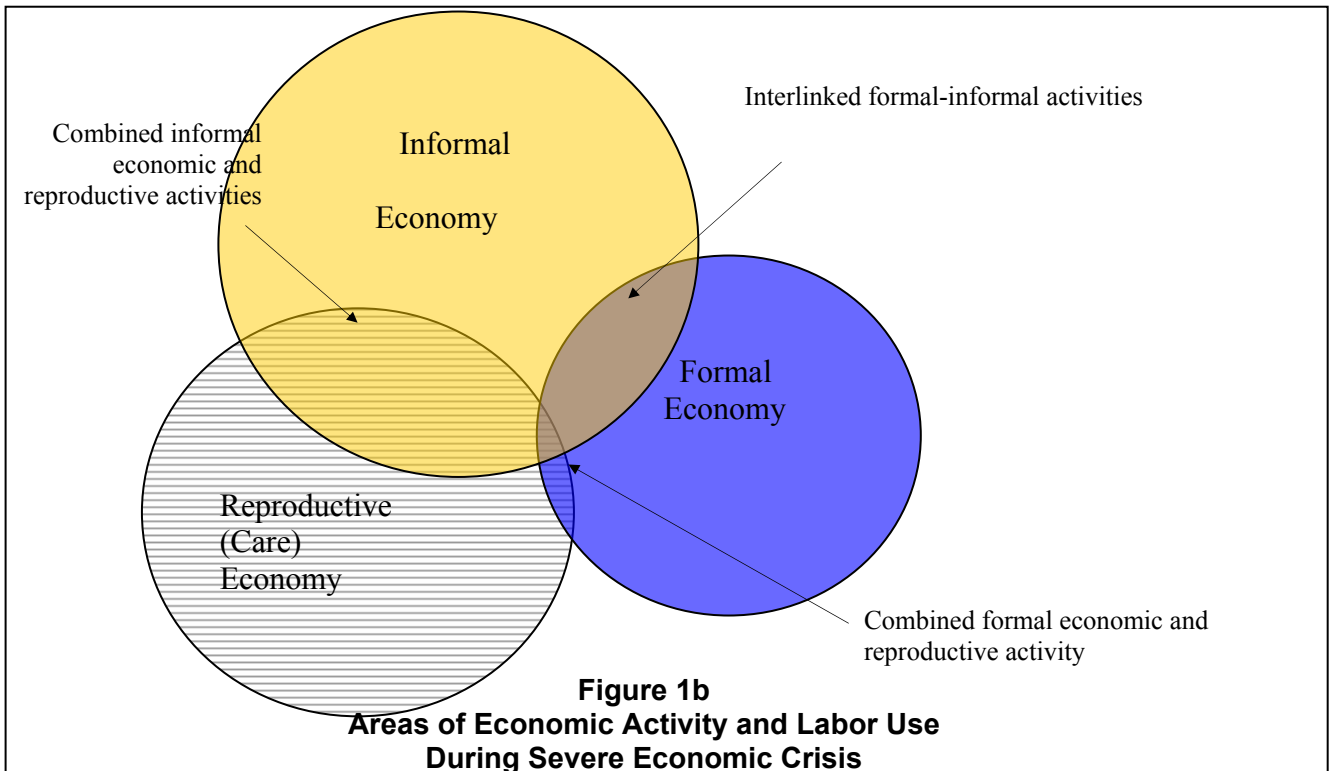 Interlinked formal-informal activities
Combined informal
economic and
reproductive activities
Informal
Economy
Formal
Economy
Reproductive
(Care)
Economy
Combined formal economic and
reproductive activity
Figure 1b
Areas of Economic Activity and Labor Use
During Severe Economic Crisis